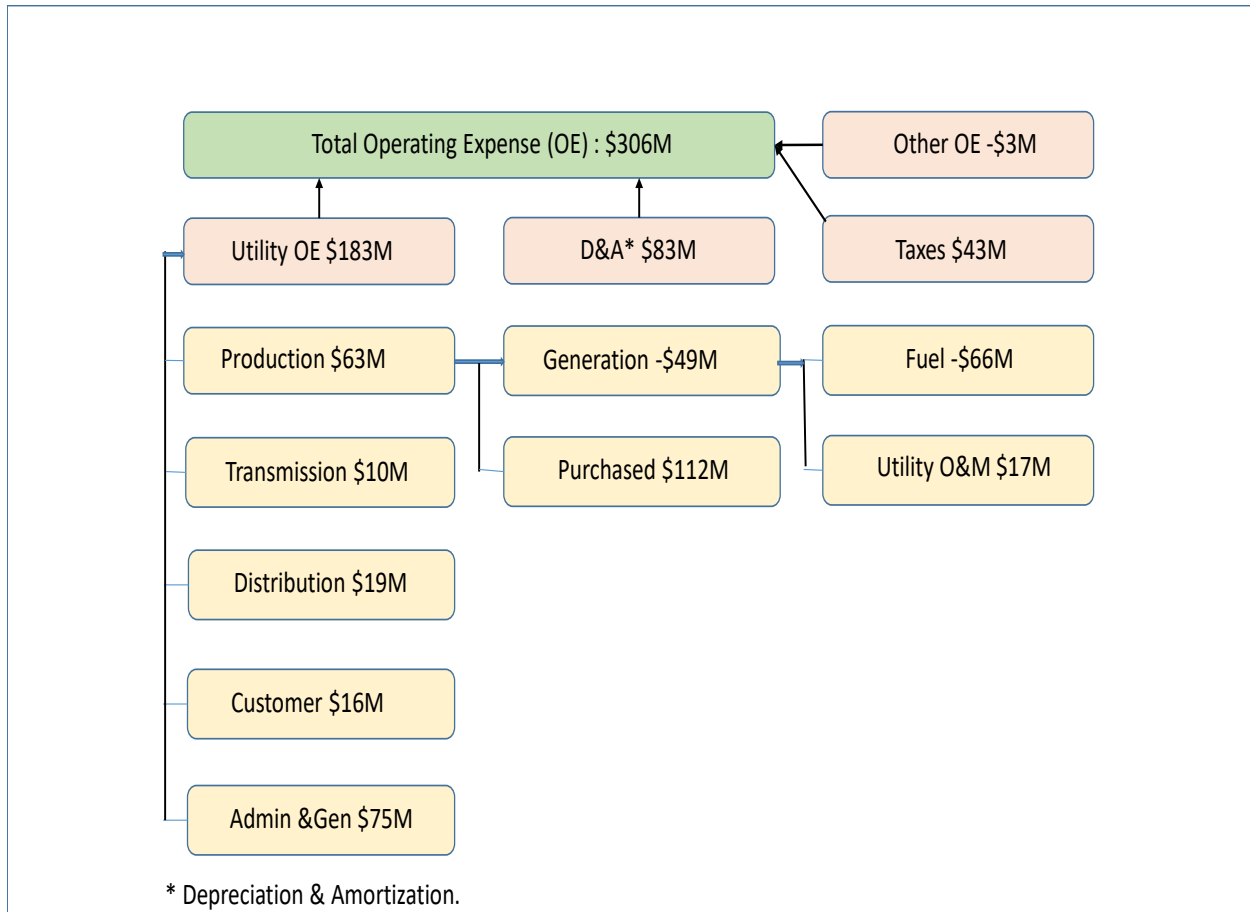 Total Operating Expense (OE) : $306M
Other OE -$3M
Utility OE $183M
D&A* $83M
Taxes $43M
Production $63M
Generation -$49M
Fuel -$66M
Transmission $10M
Purchased $112M
Utility O&M $17M
Distribution $19M
Customer $16M
Admin &Gen $75M
* Depreciation & Amortization.